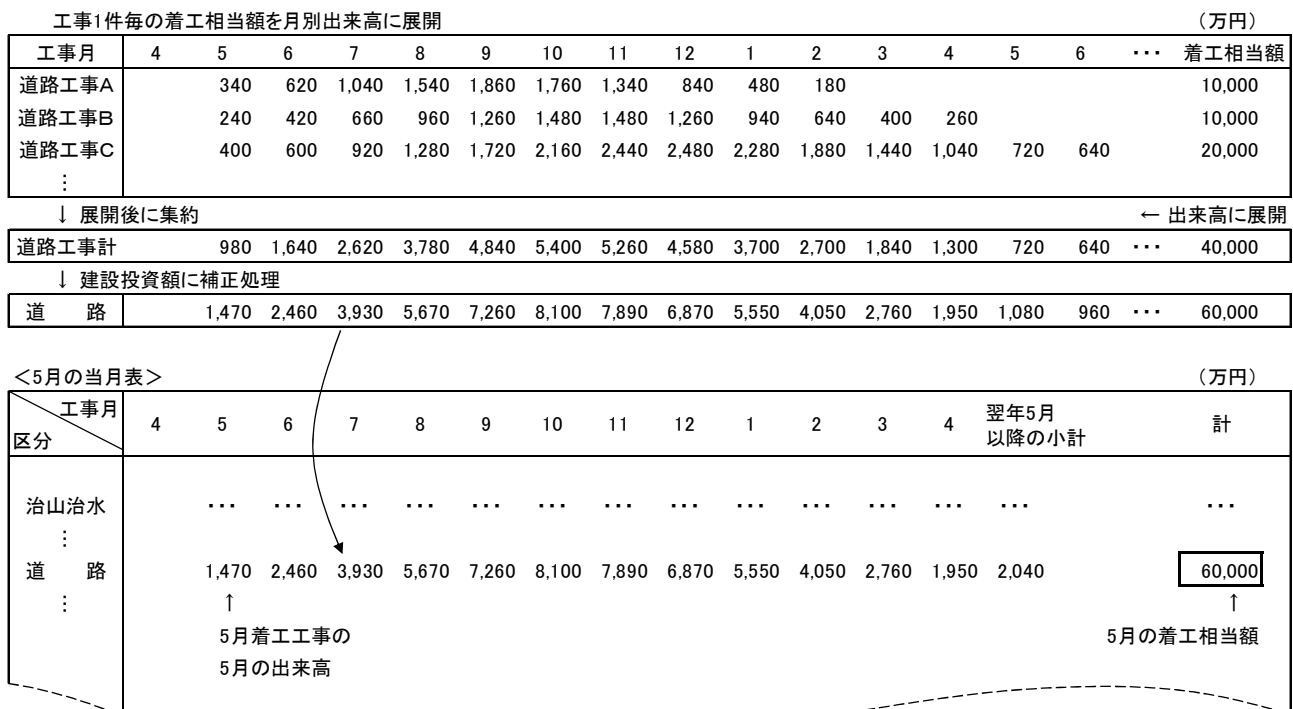 工事1件毎の着工相当額を月別出来高に展開 （万円）
工事月 4 5 6 7 8 9 10 11 12 1 2 3 4 5 6 ･･･ 着工相当額
道路工事A 340 620 1,040 1,540 1,860 1,760 1,340 840 480 180 10,000
道路工事B 240 420 660 960 1,260 1,480 1,480 1,260 940 640 400 260 10,000
道路工事C 400 600 920 1,280 1,720 2,160 2,440 2,480 2,280 1,880 1,440 1,040 720 640 20,000
：
↓ 展開後に集約 ← 出来高に展開
道路工事計 980 1,640 2,620 3,780 4,840 5,400 5,260 4,580 3,700 2,700 1,840 1,300 720 640 ･･･ 40,000
↓ 建設投資額に補正処理
道　　路 1,470 2,460 3,930 5,670 7,260 8,100 7,890 6,870 5,550 4,050 2,760 1,950 1,080 960 ･･･ 60,000
＜5月の当月表＞ （万円）
工事月
区分 4 5 6 7 8 9 10 11 12 1 2 3 4 翌年5月 計
以降の小計
治山治水 ･･･ ･･･ ･･･ ･･･ ･･･ ･･･ ･･･ ･･･ ･･･ ･･･ ･･･ ･･･ ･･･ ･･･
：
道　　路 1,470 2,460 3,930 5,670 7,260 8,100 7,890 6,870 5,550 4,050 2,760 1,950 2,040 60,000
： ↑ ↑
5月着工工事の 5月の着工相当額
5月の出来高